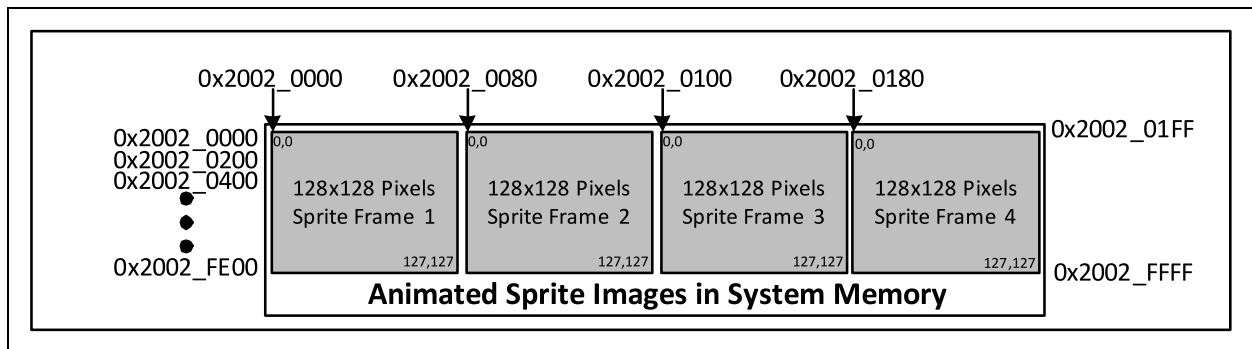 0x2002_0000 0x2002_0080 0x2002_0100 0x2002_0180
0x2002_0000
0x2002_0200
0x2002_0400
0x2002_FE00
0,0
128x128 Pixels
Sprite Frame 1
127,127
0,0
128x128 Pixels
Sprite Frame 2
127,127
0,0
128x128 Pixels
Sprite Frame 3
127,127
0,0
128x128 Pixels
Sprite Frame 4
127,127
0x2002_01FF
0x2002_FFFF
Animated Sprite Images in System Memory